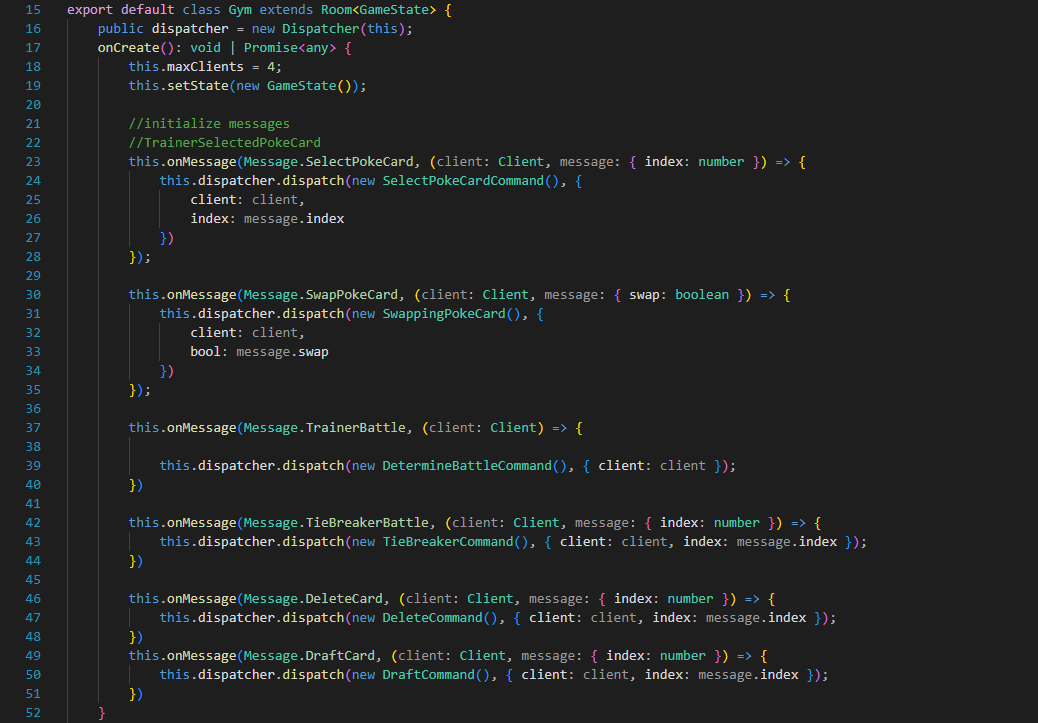 15 export default class Gym extends Room<GameState> {
16     public dispatcher = new Dispatcher(this);
17     onCreate(): void | Promise<any> {
18         this.maxClients = 4;
19         this.setState(new GameState());
20
21         //initialize messages
22         //TrainerSelectedPokeCard
23         this.onMessage(Message.SelectPokeCard, (client: Client, message: { index: number }) => {
24             this.dispatcher.dispatch(new SelectPokeCardCommand(), {
25                 client: client,
26                 index: message.index
27             })
28         });
29
30         this.onMessage(Message.SwapPokeCard, (client: Client, message: { swap: boolean }) => {
31             this.dispatcher.dispatch(new SwappingPokeCard(), {
32                 client: client,
33                 bool: message.swap
34             })
35         });
36
37         this.onMessage(Message.TrainerBattle, (client: Client) => {
38
39             this.dispatcher.dispatch(new DetermineBattleCommand(), { client: client });
40         })
41
42         this.onMessage(Message.TieBreakerBattle, (client: Client, message: { index: number }) => {
43             this.dispatcher.dispatch(new TieBreakerCommand(), { client: client, index: message.index });
44         })
45
46         this.onMessage(Message.DeleteCard, (client: Client, message: { index: number }) => {
47             this.dispatcher.dispatch(new DeleteCommand(), { client: client, index: message.index });
48         })
49         this.onMessage(Message.DraftCard, (client: Client, message: { index: number }) => {
50             this.dispatcher.dispatch(new DraftCommand(), { client: client, index: message.index });
51         })
52     }